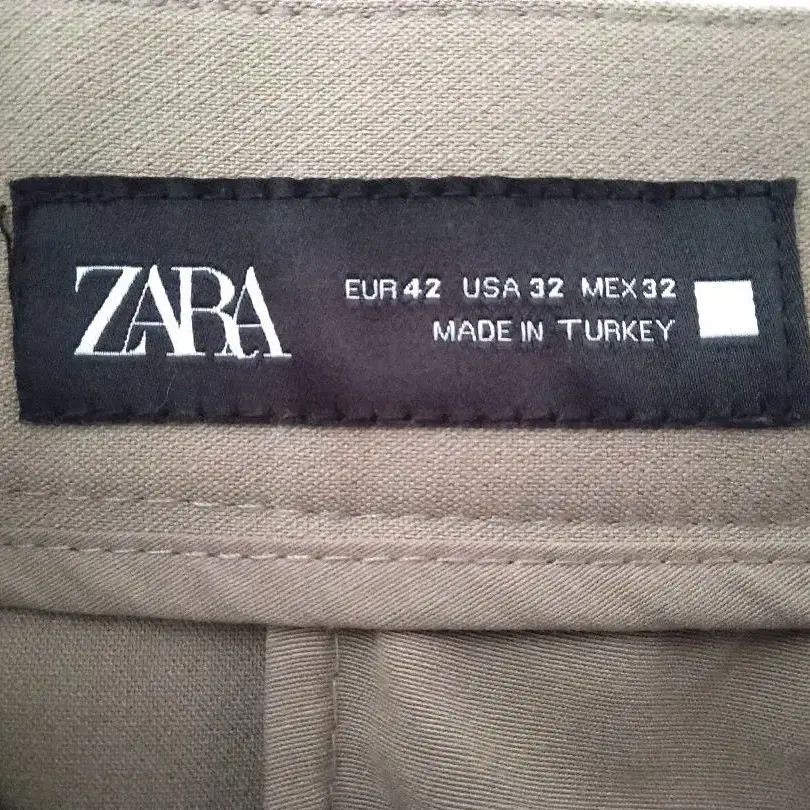 ZARA
EUR 42 USA 32 MEX 32
MADE IN TURKEY